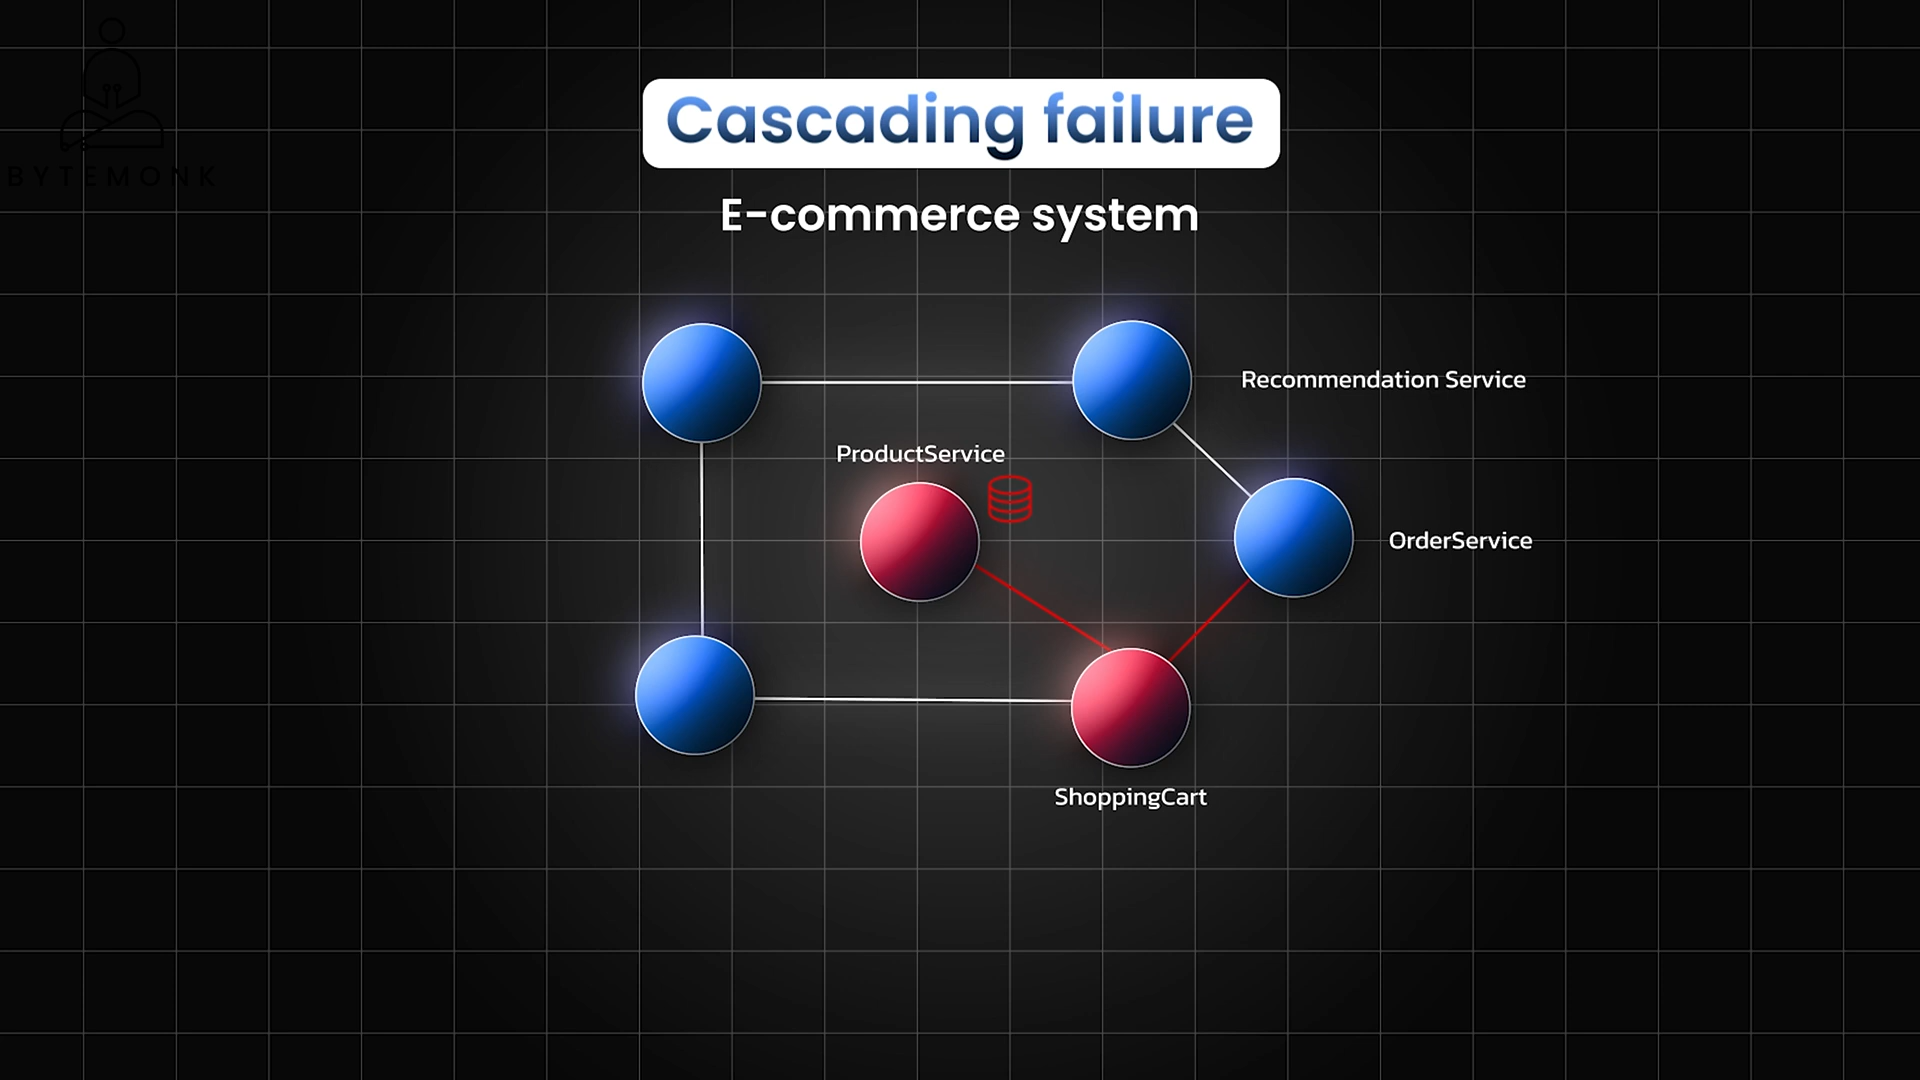 BYTEMONK
Cascading failure
E-commerce system
Recommendation Service
ProductService
OrderService
ShoppingCart